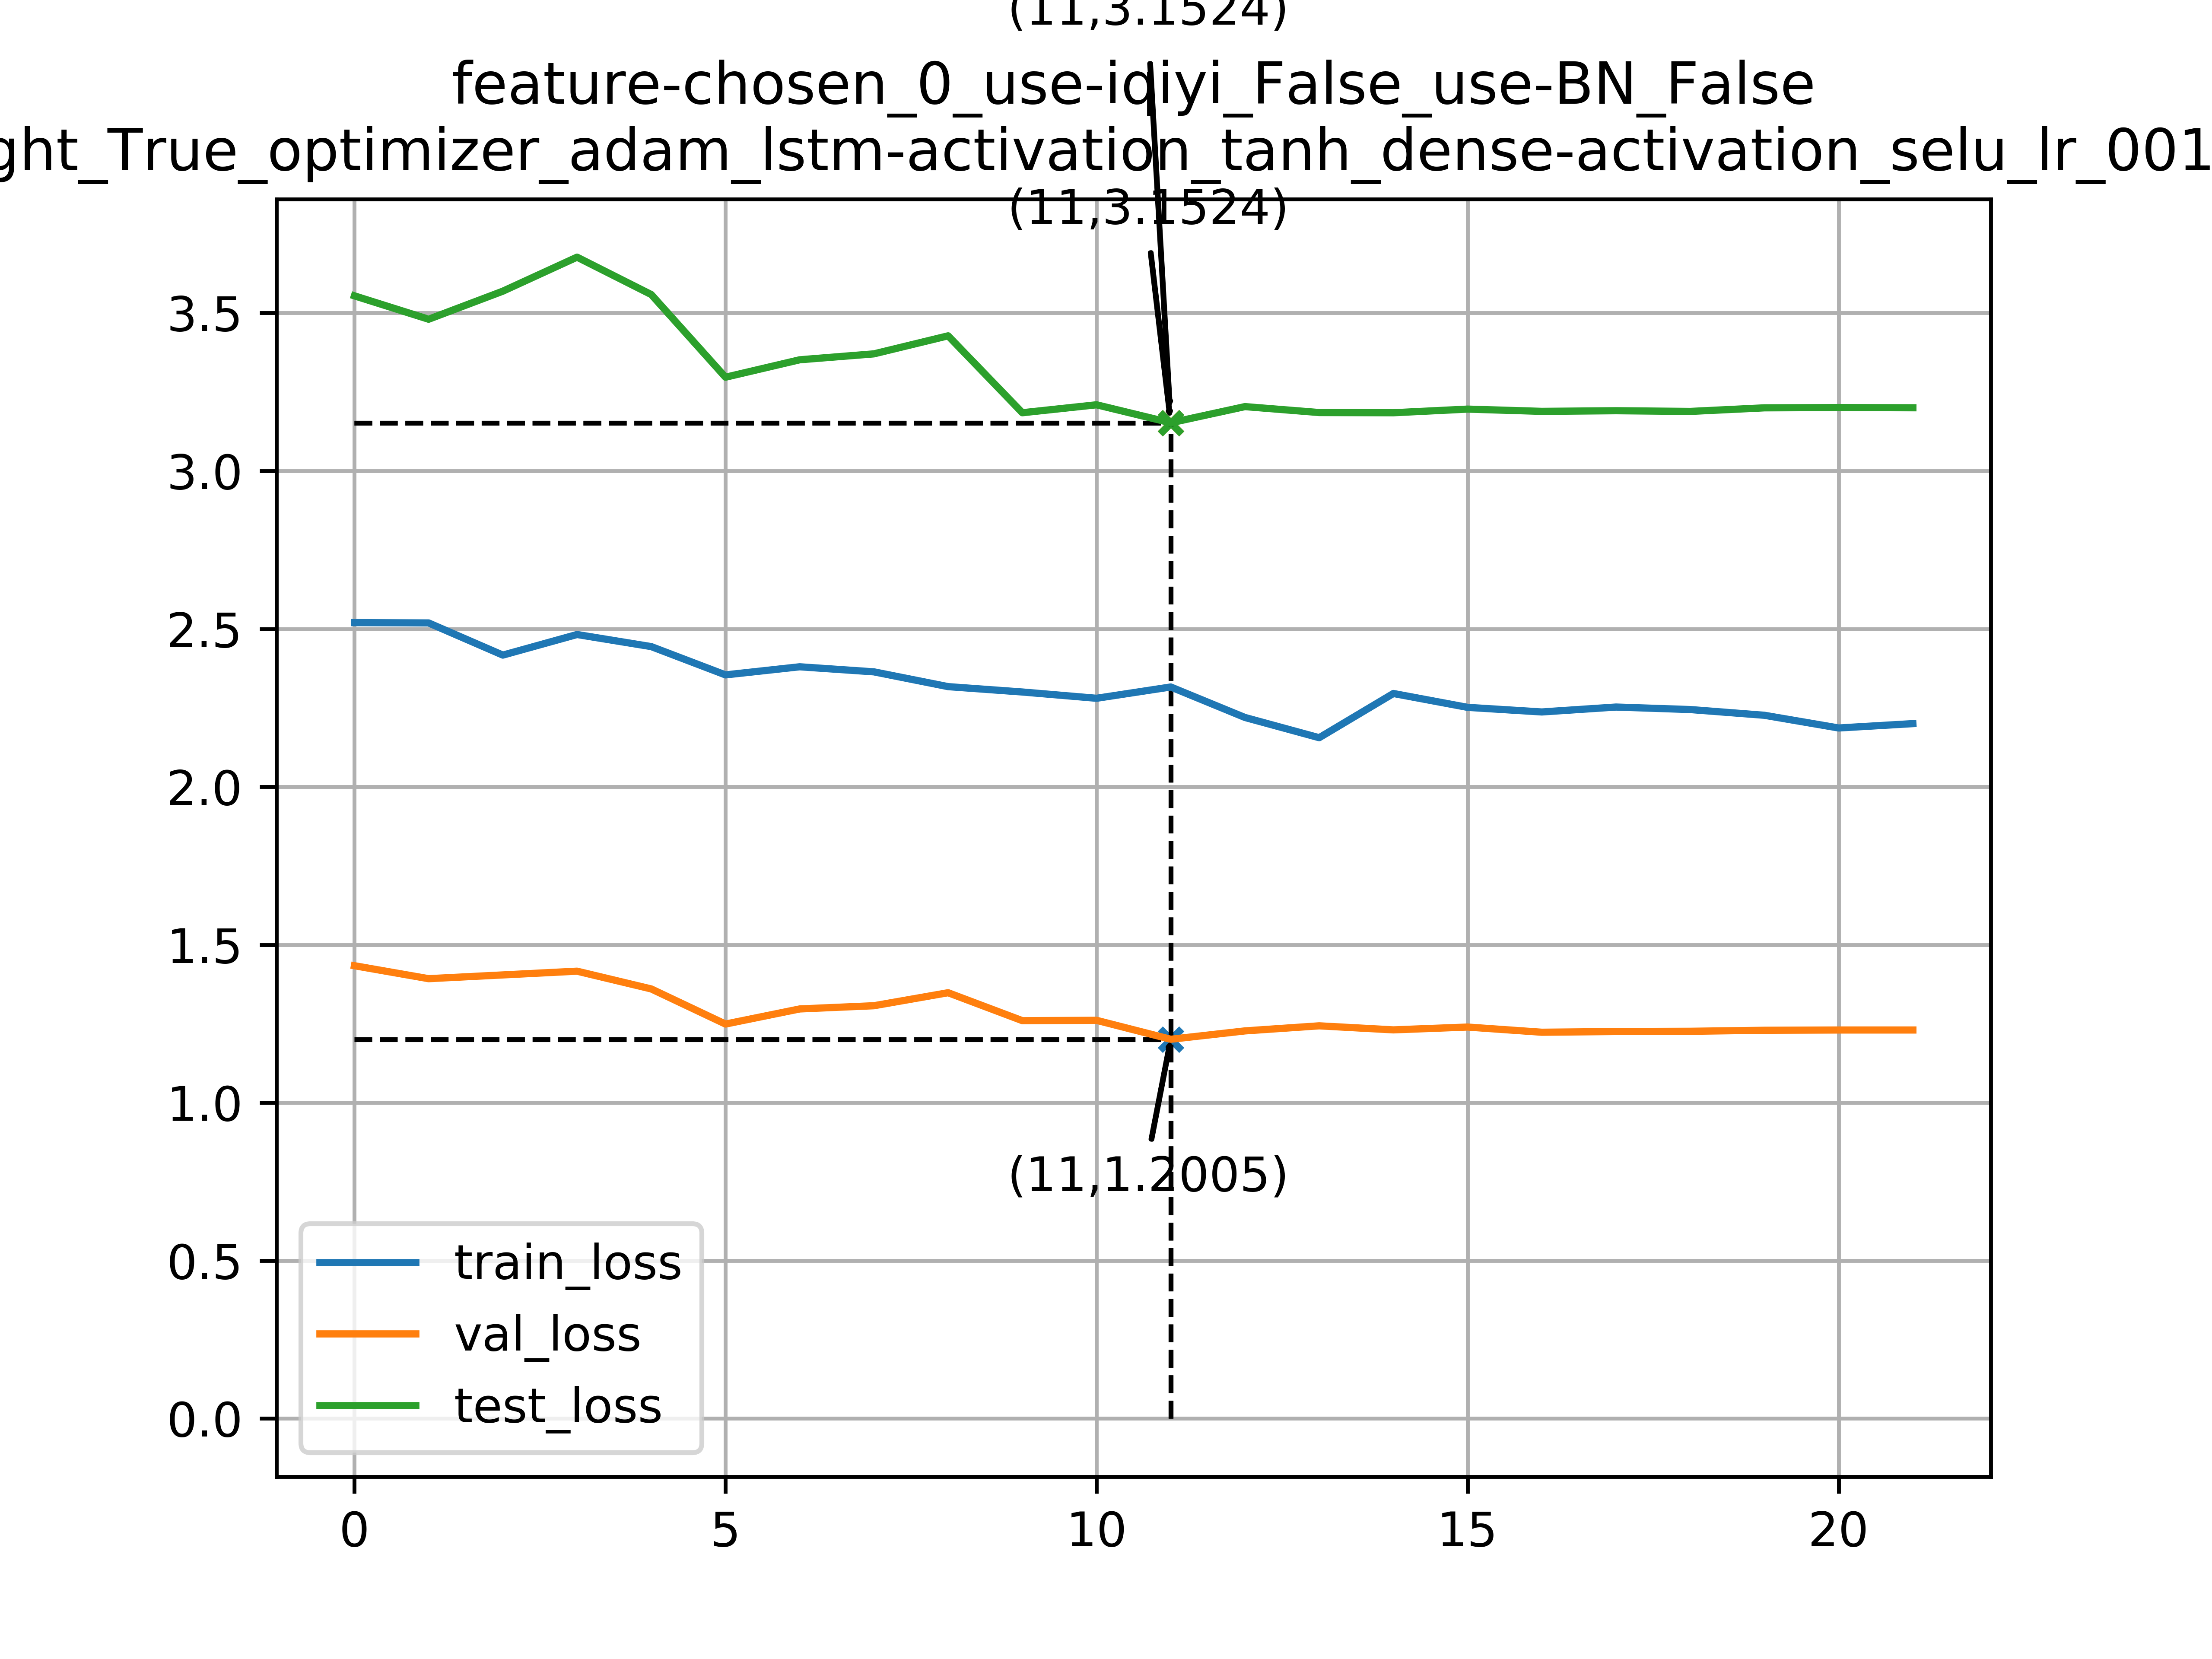 (11,3.1524)
feature-chosen_0_use-idiyi_False_use-BN_False
ght_True_optimizer_adam_lstm-activation_tanh_dense-activation_selu_lr_001
(11,3.1524)
3.5
3.0
2.5
2.0
1.5
1.0
0.5
0.0
(11,1.2005)
train_loss
val_loss
test_loss
0 5 10 15 20